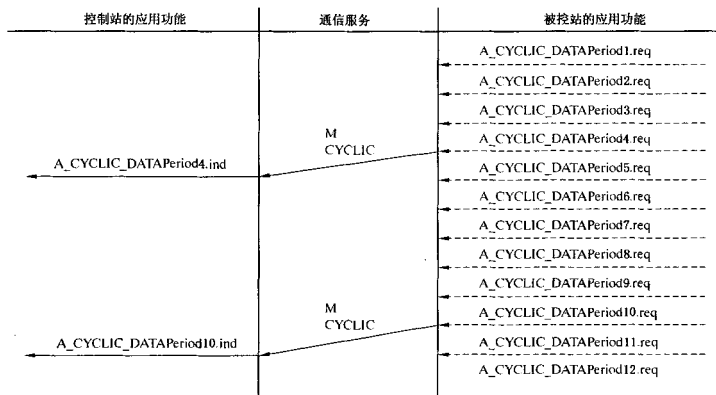 控制站的应用功能 通信服务 被控站的应用功能
A_CYCLIC_DATAPeriod1.req
A_CYCLIC_DATAPeriod2.req
A_CYCLIC_DATAPeriod3.req
M
CYCLIC
A_CYCLIC_DATAPeriod4.req
A_CYCLIC_DATAPeriod4.ind
A_CYCLIC_DATAPeriod5.req
A_CYCLIC_DATAPeriod6.req
A_CYCLIC_DATAPeriod7.req
A_CYCLIC_DATAPeriod8.req
A_CYCLIC_DATAPeriod9.req
M
CYCLIC
A_CYCLIC_DATAPeriod10.req
A_CYCLIC_DATAPeriod10.ind
A_CYCLIC_DATAPeriod11.req
A_CYCLIC_DATAPeriod12.req